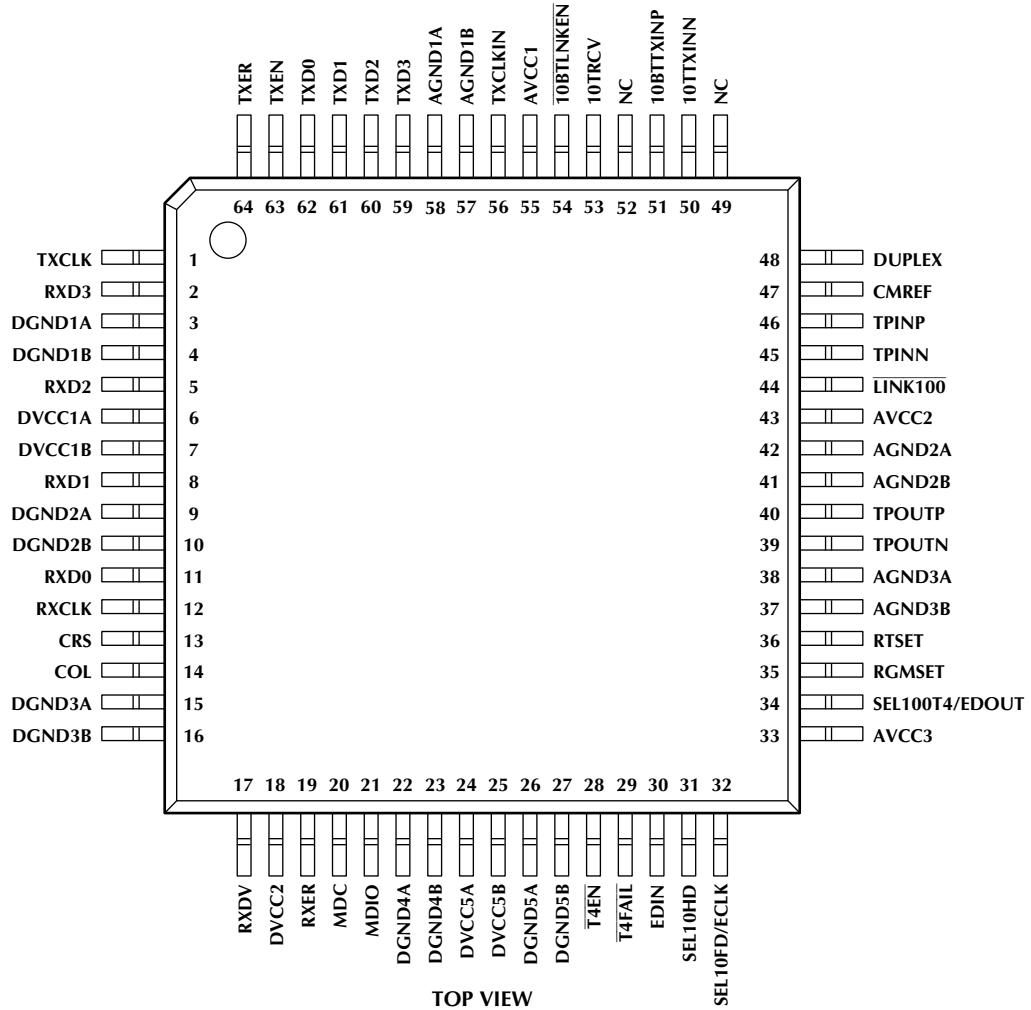 TXER
TXEN
TXD0
TXD1
TXD2
TXD3
AGND1A
AGND1B
TXCLKIN
AVCC1
10BTLNKEN
10TRCV
NC
10BTTXINP
10TTXINN
NC
64 63 62 61 60 59 58 57 56 55 54 53 52 51 50 49
TXCLK 1 48 DUPLEX
RXD3 2 47 CMREF
DGND1A 3 46 TPINP
DGND1B 4 45 TPINN
RXD2 5 44 LINK100
DVCC1A 6 43 AVCC2
DVCC1B 7 42 AGND2A
RXD1 8 41 AGND2B
DGND2A 9 40 TPOUTP
DGND2B 10 39 TPOUTN
RXD0 11 38 AGND3A
RXCLK 12 37 AGND3B
CRS 13 36 RTSET
COL 14 35 RGMSET
DGND3A 15 34 SEL100T4/EDOUT
DGND3B 16 33 AVCC3
17 18 19 20 21 22 23 24 25 26 27 28 29 30 31 32
RXDV
DVCC2
RXER
MDC
MDIO
DGND4A
DGND4B
DVCC5A
DVCC5B
DGND5A
DGND5B
T4EN
T4FAIL
EDIN
SEL10HD
SEL10FD/ECLK
TOP VIEW